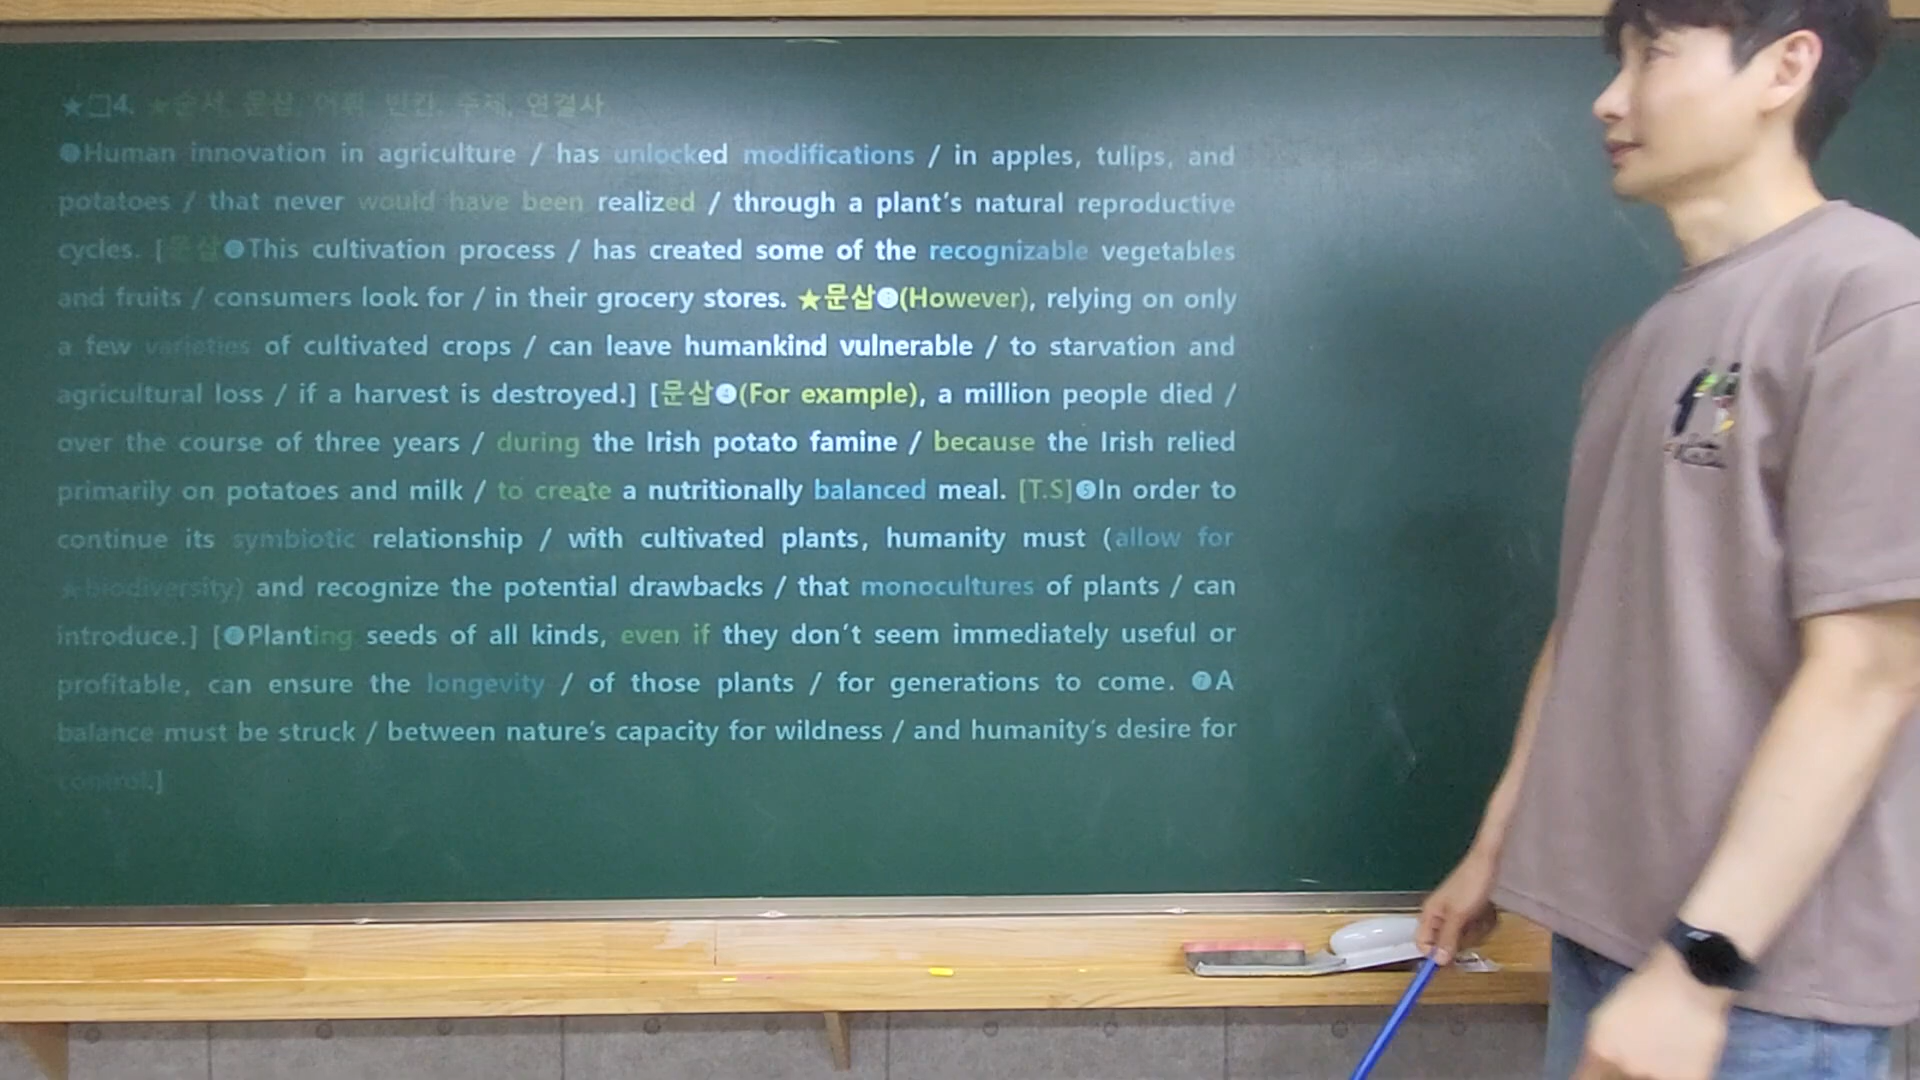 ★□4. ★순서, 문삽, 어휘, 빈칸, 주제, 연결사
❶Human innovation in agriculture / has unlocked modifications / in apples, tulips, and
potatoes / that never would have been realized / through a plant's natural reproductive
cycles. [문삽❷This cultivation process / has created some of the recognizable vegetables
and fruits / consumers look for / in their grocery stores. ★문삽❸(However), relying on only
a few varieties of cultivated crops / can leave humankind vulnerable / to starvation and
agricultural loss / if a harvest is destroyed.] [문삽❹(For example), a million people died /
over the course of three years / during the Irish potato famine / because the Irish relied
primarily on potatoes and milk / to create a nutritionally balanced meal. [T.S]❺In order to
continue its symbiotic relationship / with cultivated plants, humanity must (allow for
★biodiversity) and recognize the potential drawbacks / that monocultures of plants / can
introduce.] [❻Planting seeds of all kinds, even if they don't seem immediately useful or
profitable, can ensure the longevity / of those plants / for generations to come. ❼A
balance must be struck / between nature's capacity for wildness / and humanity's desire for
control.]